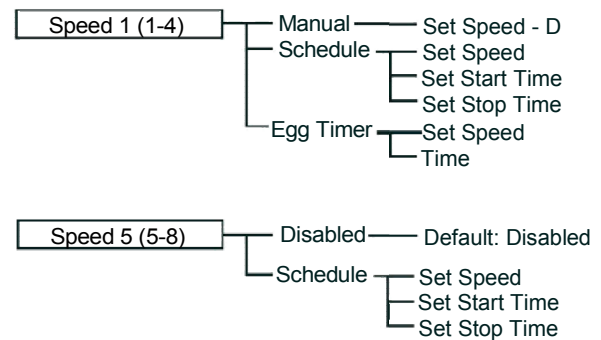 Speed 1 (1-4)
Manual
Set Speed - D
Schedule
Set Speed
Set Start Time
Set Stop Time
Egg Timer
Set Speed
Time
Speed 5 (5-8)
Disabled
Default: Disabled
Schedule
Set Speed
Set Start Time
Set Stop Time